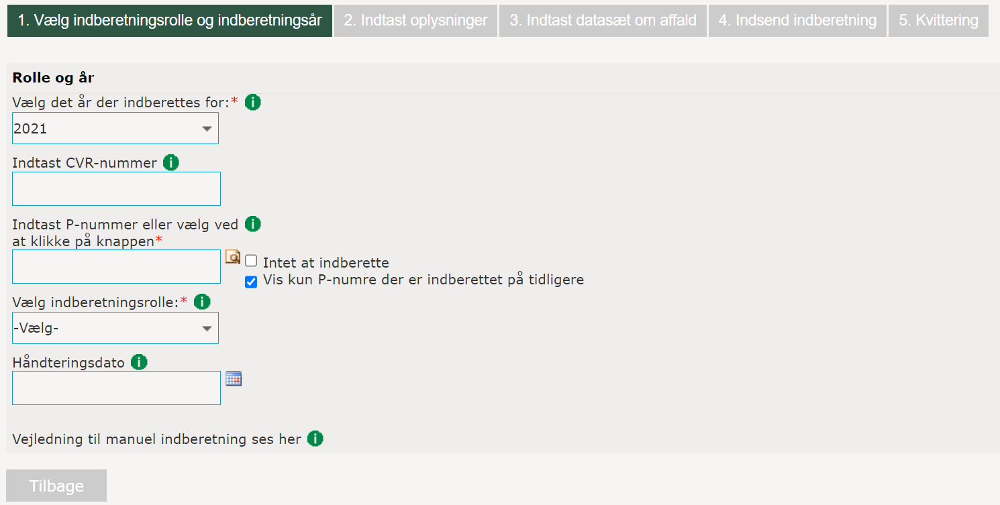 1. Vælg indberetningsrolle og indberetningsår
2. Indtast oplysninger
3. Indtast datasæt om affald
4. Indsend indberetning
5. Kvittering
Rolle og år
Vælg det år der indberettes for:*
2021
Indtast CVR-nummer
Indtast P-nummer eller vælg ved
at klikke på knappen*
Intet at indberette
Vis kun P-numre der er indberettet på tidligere
Vælg indberetningsrolle:*
-Vælg-
Håndteringsdato
Vejledning til manuel indberetning ses her
Tilbage